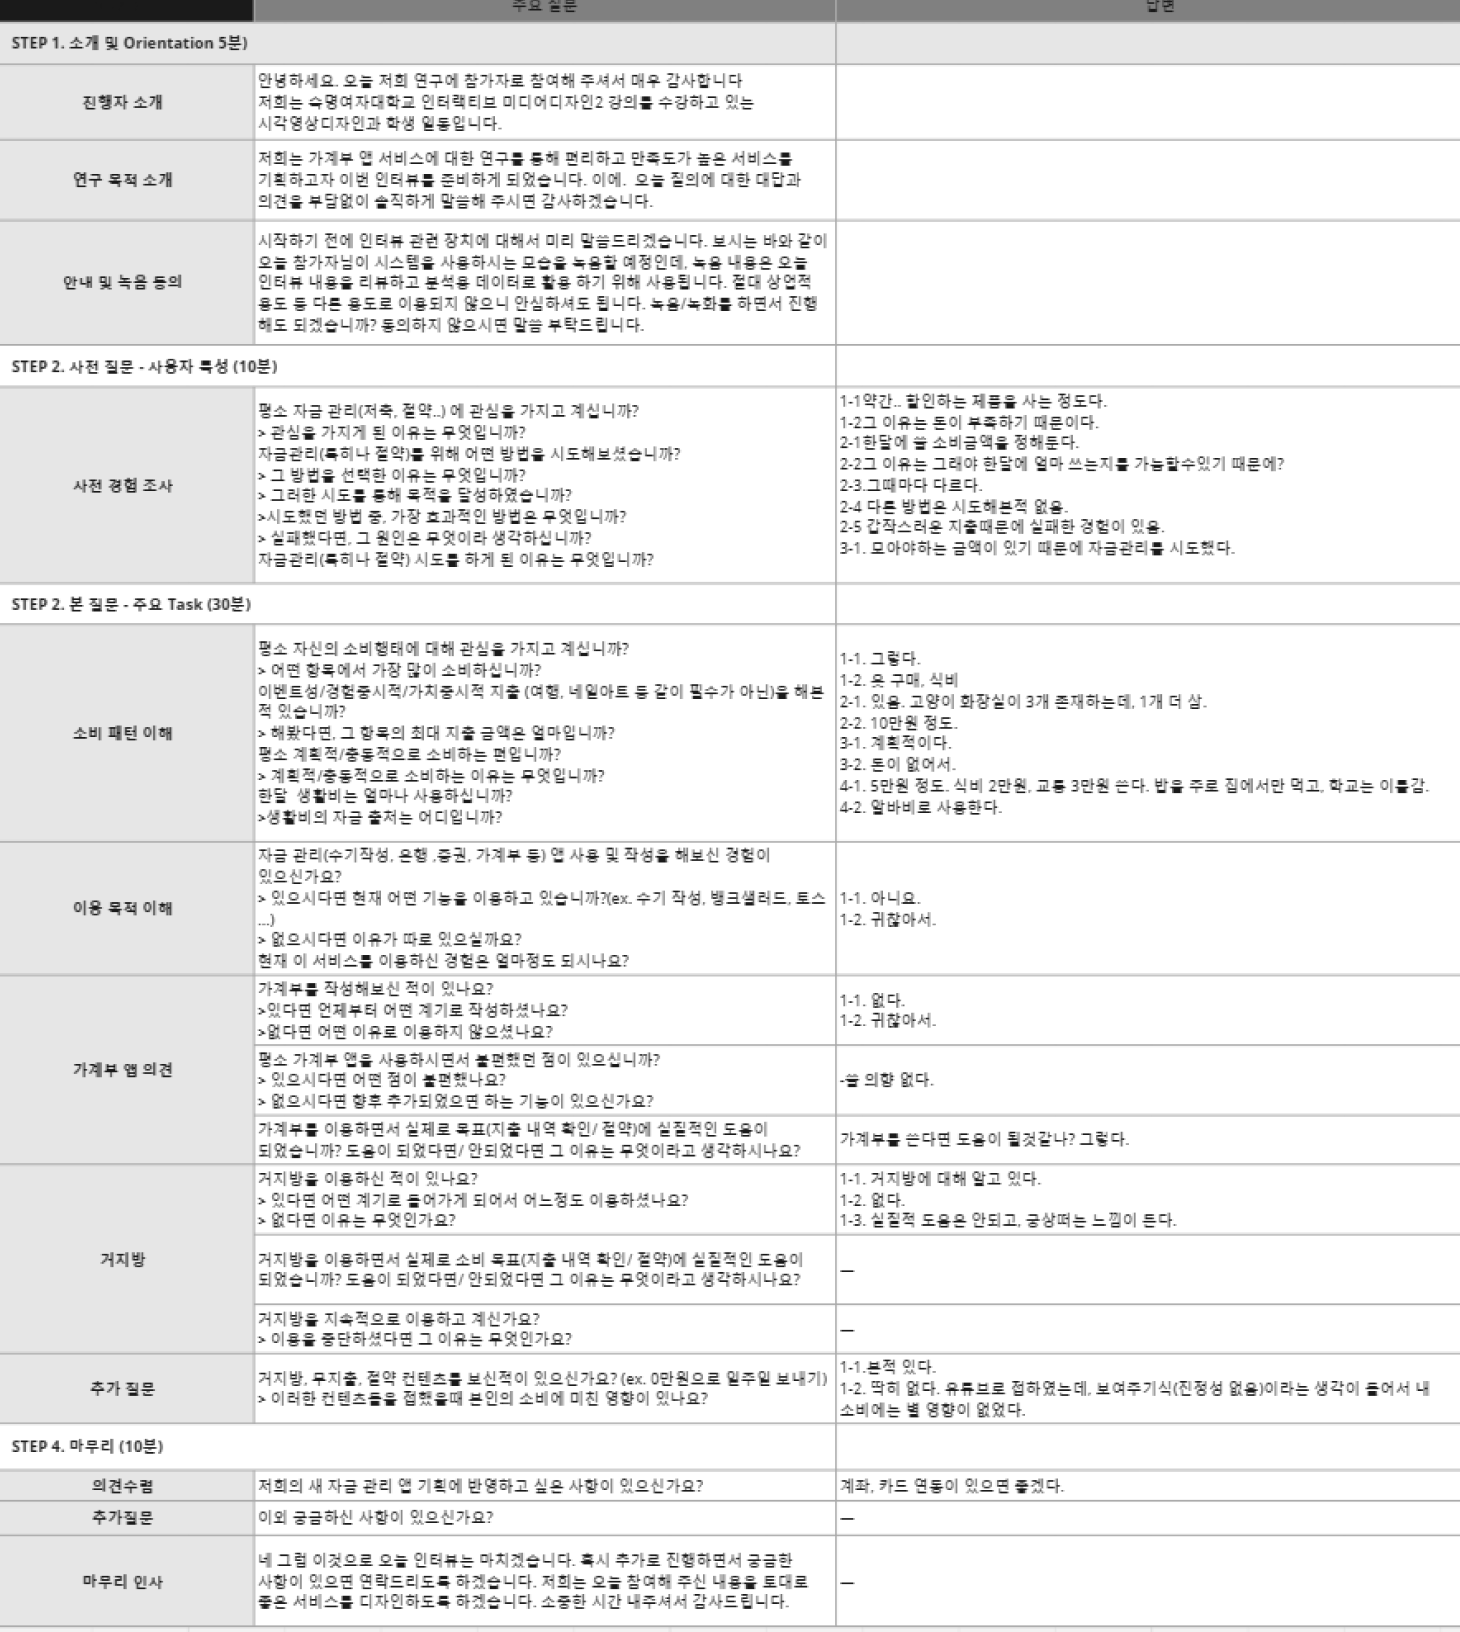 주요 질문
답변
STEP 1. 소개 및 Orientation 5분)
진행자 소개
안녕하세요. 오늘 저희 연구에 참가자로 참여해 주셔서 매우 감사합니다
저희는 숙명여자대학교 인터랙티브 미디어디자인2 강의를 수강하고 있는
시각영상디자인과 학생 일동입니다.
연구 목적 소개
저희는 가계부 앱 서비스에 대한 연구를 통해 편리하고 만족도가 높은 서비스를
기획하고자 이번 인터뷰를 준비하게 되었습니다. 이에. 오늘 질의에 대한 대답과
의견을 부담없이 솔직하게 말씀해 주시면 감사하겠습니다.
안내 및 녹음 동의
시작하기 전에 인터뷰 관련 장치에 대해서 미리 말씀드리겠습니다. 보시는 바와 같이
오늘 참가자님이 시스템을 사용하시는 모습을 녹음할 예정인데, 녹음 내용은 오늘
인터뷰 내용을 리뷰하고 분석용 데이터로 활용 하기 위해 사용됩니다. 절대 상업적
용도 등 다른 용도로 이용되지 않으니 안심하셔도 됩니다. 녹음/녹화를 하면서 진행
해도 되겠습니까? 동의하지 않으시면 말씀 부탁드립니다.
STEP 2. 사전 질문 - 사용자 특성 (10분)
사전 경험 조사
평소 자금 관리(저축, 절약..) 에 관심을 가지고 계십니까?
> 관심을 가지게 된 이유는 무엇입니까?
자금관리(특히나 절약)를 위해 어떤 방법을 시도해보셨습니까?
> 그 방법을 선택한 이유는 무엇입니까?
> 그러한 시도를 통해 목적을 달성하였습니까?
>시도했던 방법 중, 가장 효과적인 방법은 무엇입니까?
> 실패했다면, 그 원인은 무엇이라 생각하십니까?
자금관리(특히나 절약) 시도를 하게 된 이유는 무엇입니까?
1-1약간.. 할인하는 제품을 사는 정도다.
1-2그 이유는 돈이 부족하기 때문이다.
2-1한달에 쓸 소비금액을 정해둔다.
2-2그 이유는 그래야 한달에 얼마 쓰는지를 가늠할수있기 때문에?
2-3.그때마다 다르다.
2-4 다른 방법은 시도해본적 없음.
2-5 갑작스러운 지출때문에 실패한 경험이 있음.
3-1. 모아야하는 금액이 있기 때문에 자금관리를 시도했다.
STEP 2. 본 질문 - 주요 Task (30분)
소비 패턴 이해
평소 자신의 소비행태에 대해 관심을 가지고 계십니까?
> 어떤 항목에서 가장 많이 소비하십니까?
이벤트성/경험중시적/가치중시적 지출 (여행, 네일아트 등 같이 필수가 아닌)을 해본
적 있습니까?
> 해봤다면, 그 항목의 최대 지출 금액은 얼마입니까?
평소 계획적/충동적으로 소비하는 편입니까?
> 계획적/충동적으로 소비하는 이유는 무엇입니까?
한달  생활비는 얼마나 사용하십니까?
>생활비의 자금 출처는 어디입니까?
1-1. 그렇다.
1-2. 옷 구매, 식비
2-1. 있음. 고양이 화장실이 3개 존재하는데, 1개 더 삼.
2-2. 10만원 정도.
3-1. 계획적이다.
3-2. 돈이 없어서.
4-1. 5만원 정도. 식비 2만원, 교통 3만원 쓴다. 밥을 주로 집에서만 먹고, 학교는 이틀감.
4-2. 알바비로 사용한다.
이용 목적 이해
자금 관리(수기작성, 은행 ,증권, 가계부 등) 앱 사용 및 작성을 해보신 경험이
있으신가요?
> 있으시다면 현재 어떤 기능을 이용하고 있습니까?(ex. 수기 작성, 뱅크샐러드, 토스
...)
> 없으시다면 이유가 따로 있으실까요?
현재 이 서비스를 이용하신 경험은 얼마정도 되시나요?
1-1. 아니요.
1-2. 귀찮아서.
가계부 앱 의견
가계부를 작성해보신 적이 있나요?
>있다면 언제부터 어떤 계기로 작성하셨나요?
>없다면 어떤 이유로 이용하지 않으셨나요?
1-1. 없다.
1-2. 귀찮아서.
평소 가계부 앱을 사용하시면서 불편했던 점이 있으십니까?
> 있으시다면 어떤 점이 불편했나요?
> 없으시다면 향후 추가되었으면 하는 기능이 있으신가요?
-쓸 의향 없다.
가계부를 이용하면서 실제로 목표(지출 내역 확인/ 절약)에 실질적인 도움이
되었습니까? 도움이 되었다면/ 안되었다면 그 이유는 무엇이라고 생각하시나요?
가계부를 쓴다면 도움이 될것같나? 그렇다.
거지방
거지방을 이용하신 적이 있나요?
> 있다면 어떤 계기로 들어가게 되어서 어느정도 이용하셨나요?
> 없다면 이유는 무엇인가요?
1-1. 거지방에 대해 알고 있다.
1-2. 없다.
1-3. 실질적 도움은 안되고, 궁상떠는 느낌이 든다.
거지방을 이용하면서 실제로 소비 목표(지출 내역 확인/ 절약)에 실질적인 도움이
되었습니까? 도움이 되었다면/ 안되었다면 그 이유는 무엇이라고 생각하시나요?
—
거지방을 지속적으로 이용하고 계신가요?
> 이용을 중단하셨다면 그 이유는 무엇인가요?
—
추가 질문
거지방, 무지출, 절약 컨텐츠를 보신적이 있으신가요? (ex. 0만원으로 일주일 보내기)
> 이러한 컨텐츠들을 접했을때 본인의 소비에 미친 영향이 있나요?
1-1.본적 있다.
1-2. 딱히 없다. 유튜브로 접하였는데, 보여주기식(진정성 없음)이라는 생각이 들어서 내
소비에는 별 영향이 없었다.
STEP 4. 마무리 (10분)
의견수렴
저희의 새 자금 관리 앱 기획에 반영하고 싶은 사항이 있으신가요?
계좌, 카드 연동이 있으면 좋겠다.
추가질문
이외 궁금하신 사항이 있으신가요?
—
마무리 인사
네 그럼 이것으로 오늘 인터뷰는 마치겠습니다. 혹시 추가로 진행하면서 궁금한
사항이 있으면 연락드리도록 하겠습니다. 저희는 오늘 참여해 주신 내용을 토대로
좋은 서비스를 디자인하도록 하겠습니다. 소중한 시간 내주셔서 감사드립니다.
—